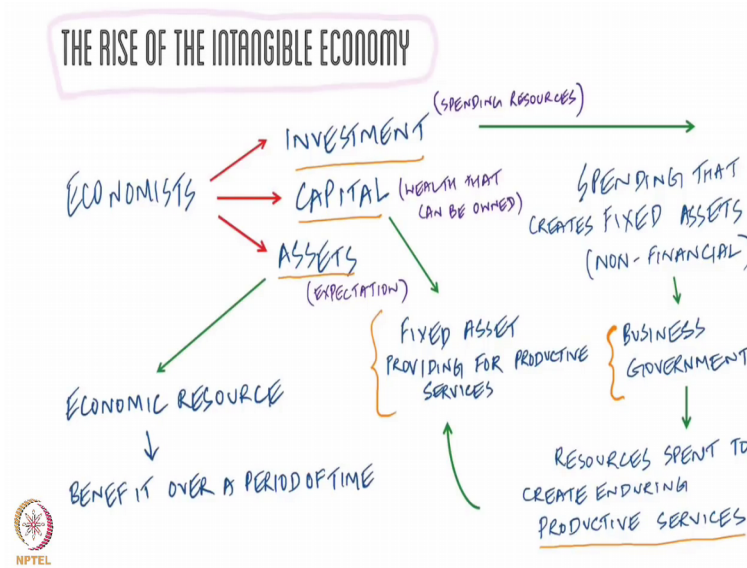 THE RISE OF THE INTANGIBLE ECONOMY
ECONOMISTS
INVESTMENT
(SPENDING RESOURCES)
CAPITAL
(WEALTH THAT
CAN BE OWNED)
ASSETS
(EXPECTATION)
SPENDING THAT
CREATES FIXED ASSETS
(NON-FINANCIAL)
FIXED ASSET
PROVIDING FOR PRODUCTIVE
SERVICES
BUSINESS
GOVERNMENT
ECONOMIC RESOURCE
BENEFIT OVER A PERIOD OF TIME
RESOURCES SPENT TO
CREATE ENDURING
PRODUCTIVE SERVICES
NPTEL